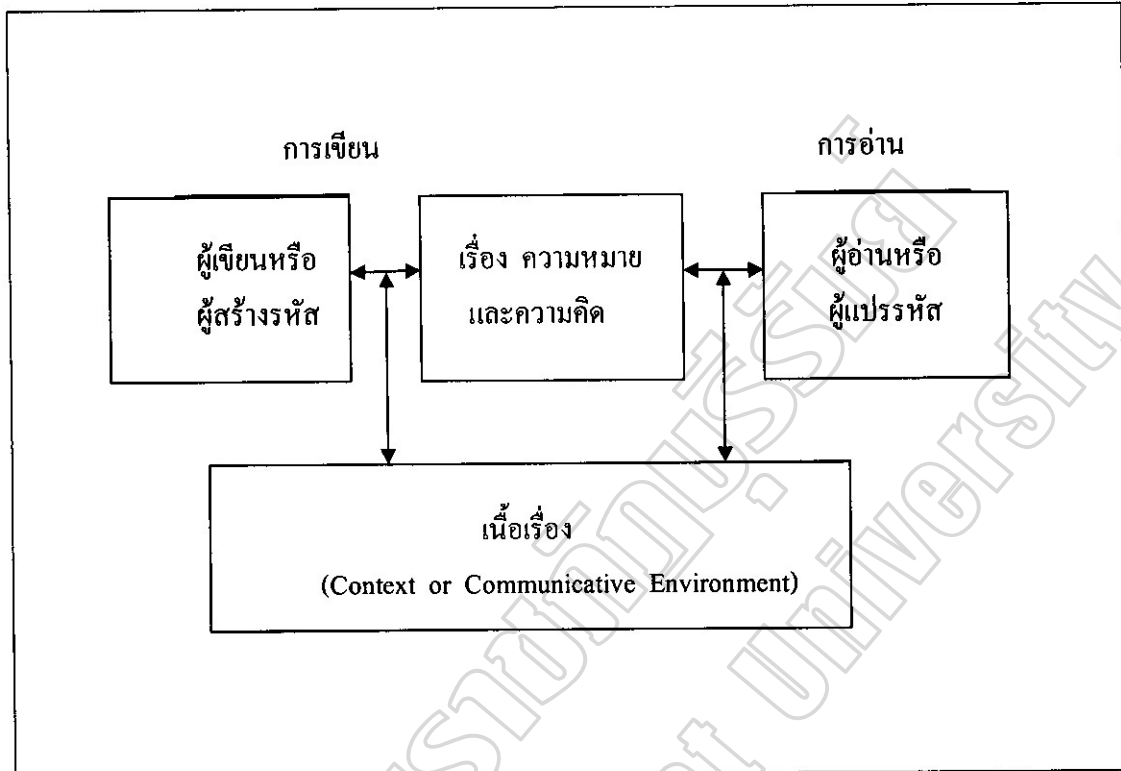 การเขียน
การอ่าน
ผู้เขียนหรือ
ผู้สร้างรหัส
เรื่อง ความหมาย
และความคิด
ผู้อ่านหรือ
ผู้แปรรหัส
เนื้อเรื่อง
(Context or Communicative Environment)
University